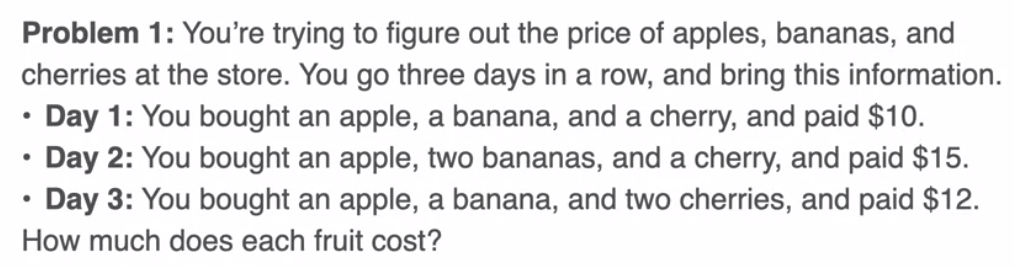 Problem 1: You’re trying to figure out the price of apples, bananas, and
cherries at the store. You go three days in a row, and bring this information.
• Day 1: You bought an apple, a banana, and a cherry, and paid $10.
• Day 2: You bought an apple, two bananas, and a cherry, and paid $15.
• Day 3: You bought an apple, a banana, and two cherries, and paid $12.
How much does each fruit cost?